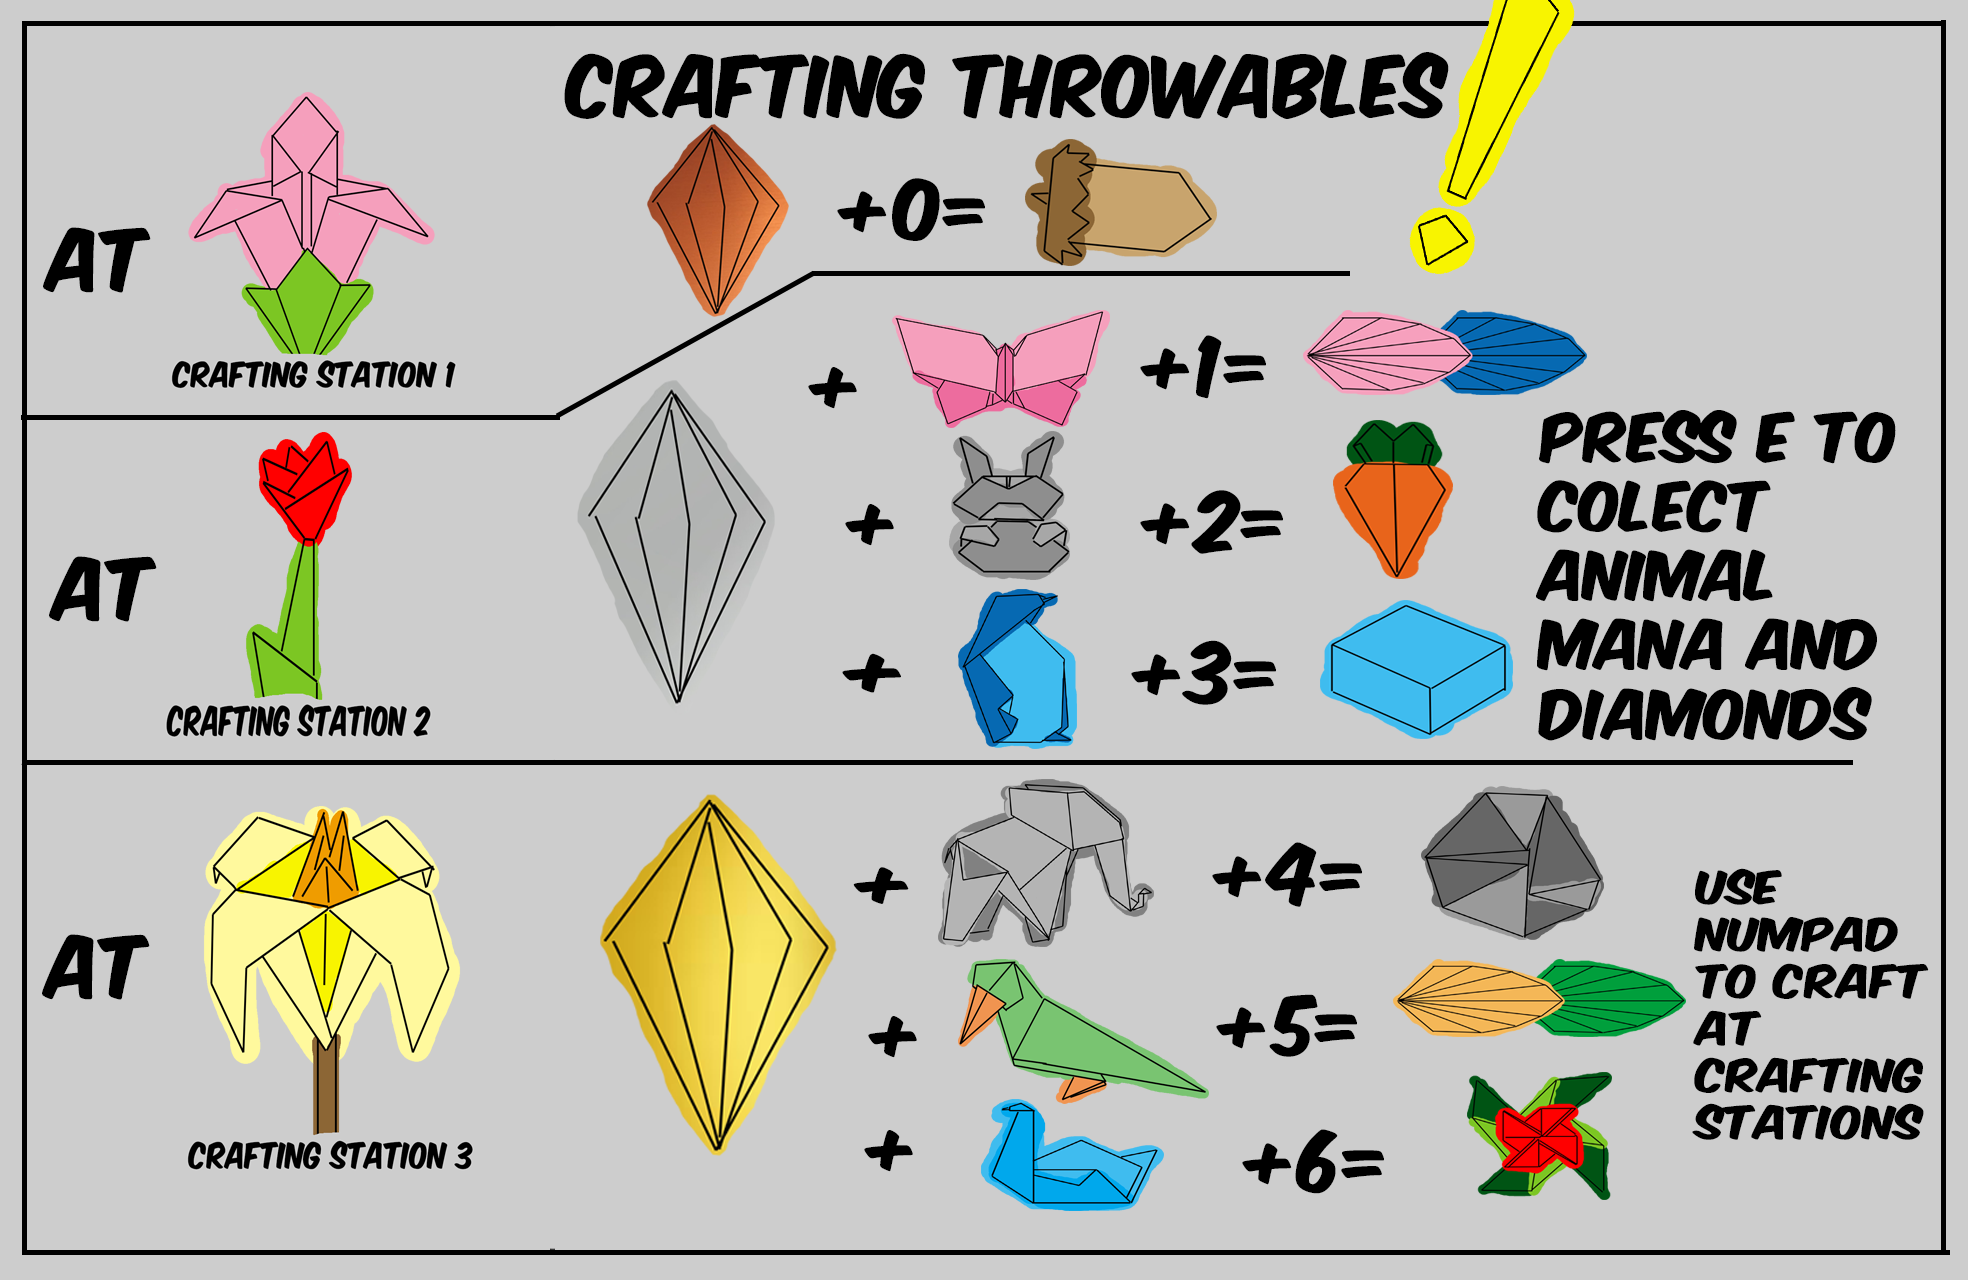 CRAFTING THROWABLES!
AT
+0=
CRAFTING STATION 1
+
+1=
AT
+
+2=
+
+3=
CRAFTING STATION 2
PRESS E TO
COLECT
ANIMAL
MANA AND
DIAMONDS
AT
+
+4=
+
+5=
+
+6=
CRAFTING STATION 3
USE
NUMPAD
TO CRAFT
AT
CRAFTING
STATIONS